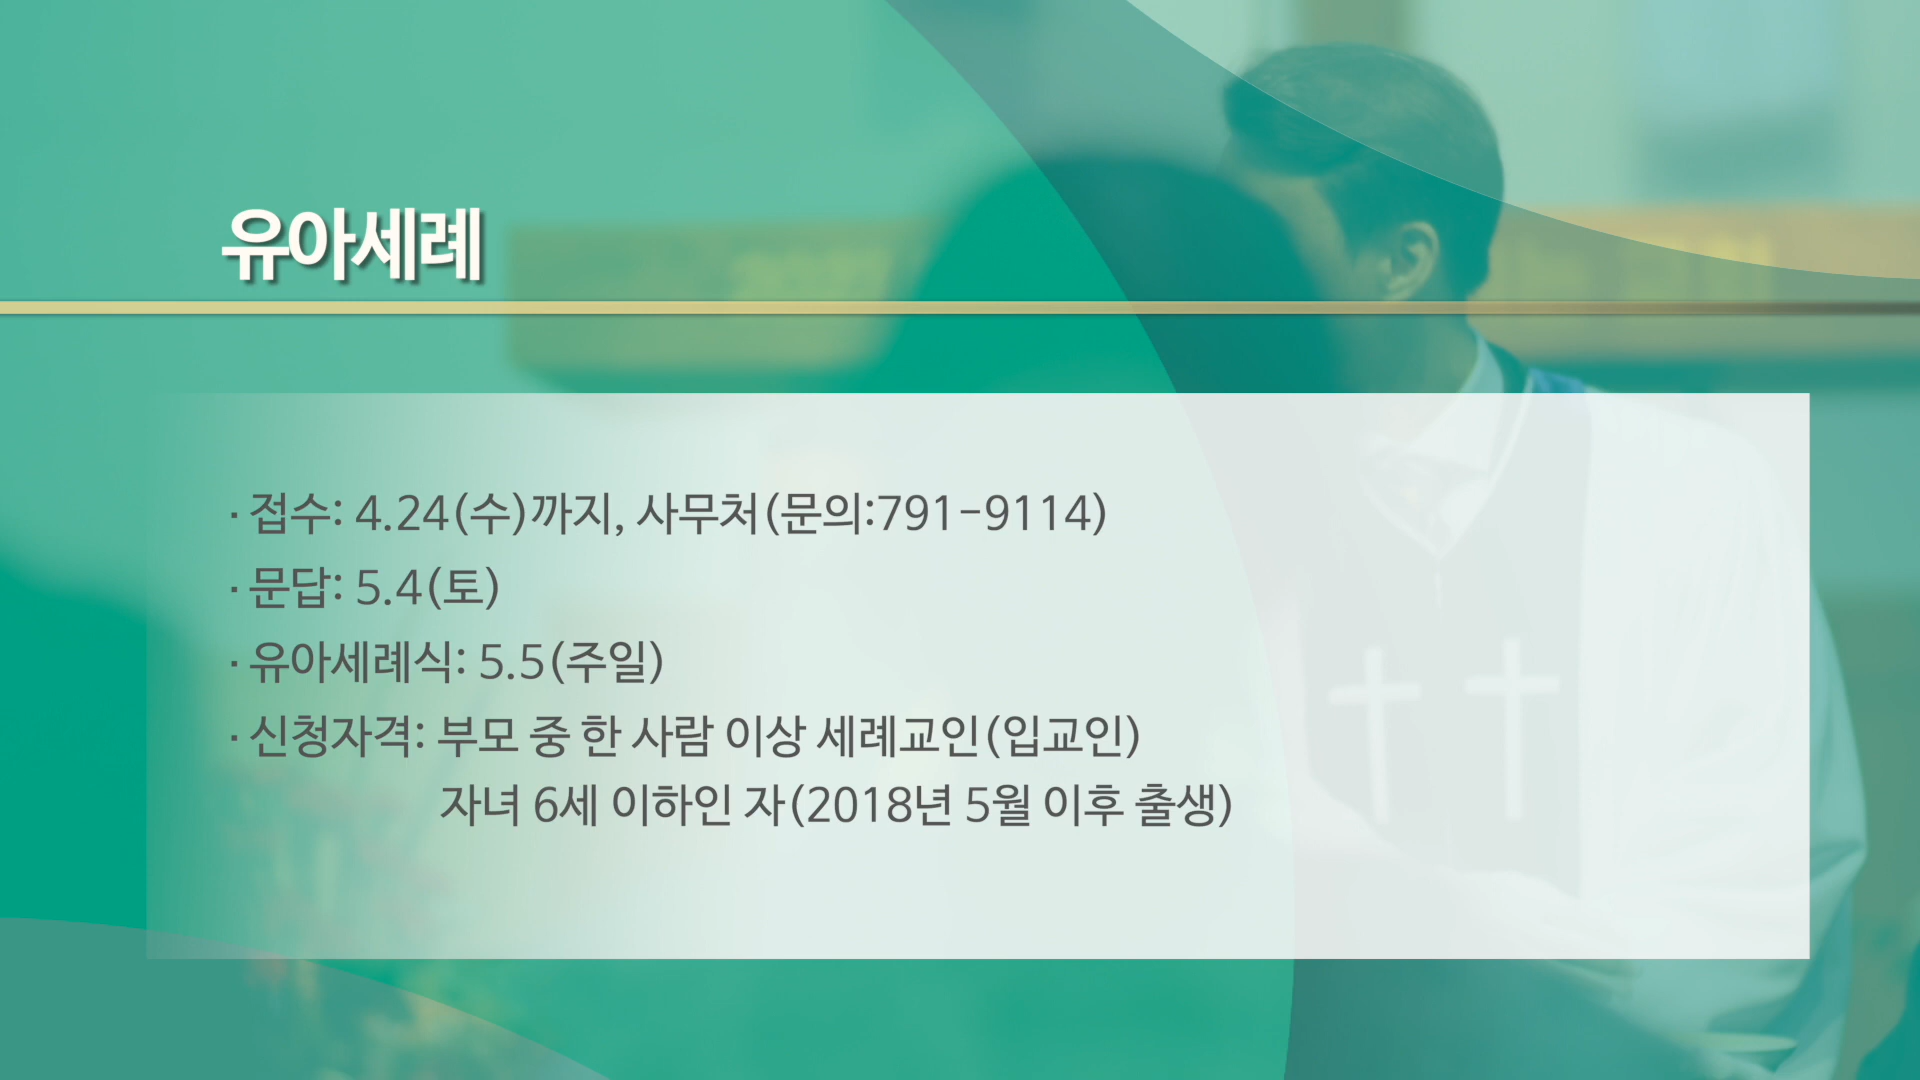 유아세례
· 접수: 4.24(수)까지, 사무처(문의:791-9114)
· 문답: 5.4(토)
· 유아세례식: 5.5(주일)
· 신청자격: 부모 중 한 사람 이상 세례교인(입교인)
자녀 6세 이하인 자(2018년 5월 이후 출생)